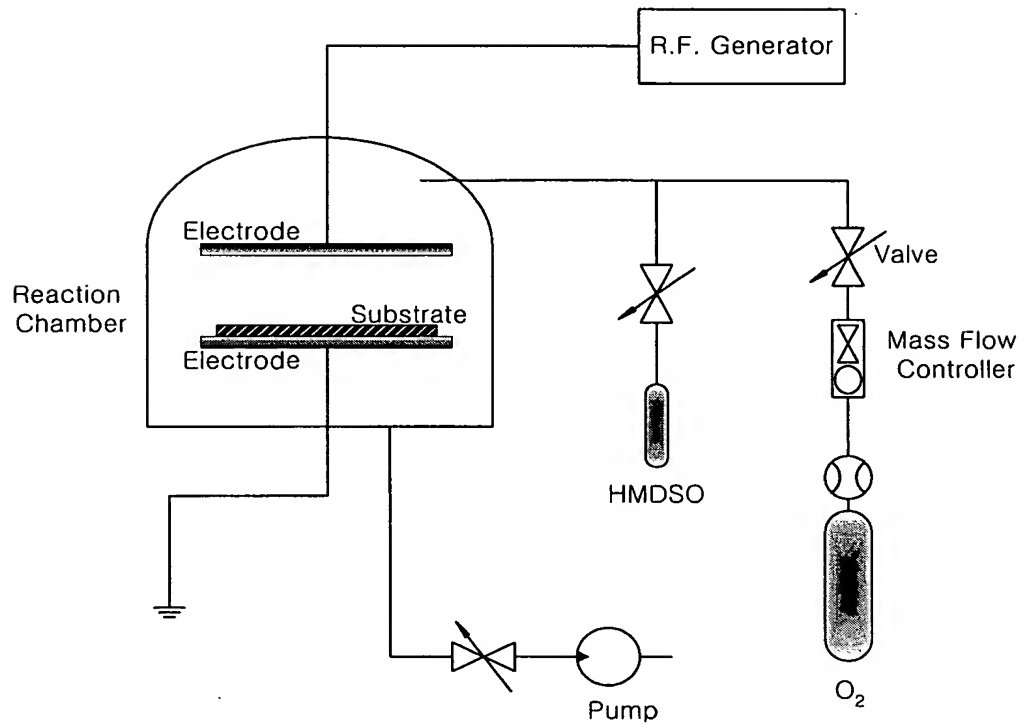 R.F. Generator
Electrode
Valve
Reaction
Chamber
Substrate
Electrode
Mass Flow
Controller
HMDSO
O₂
Pump